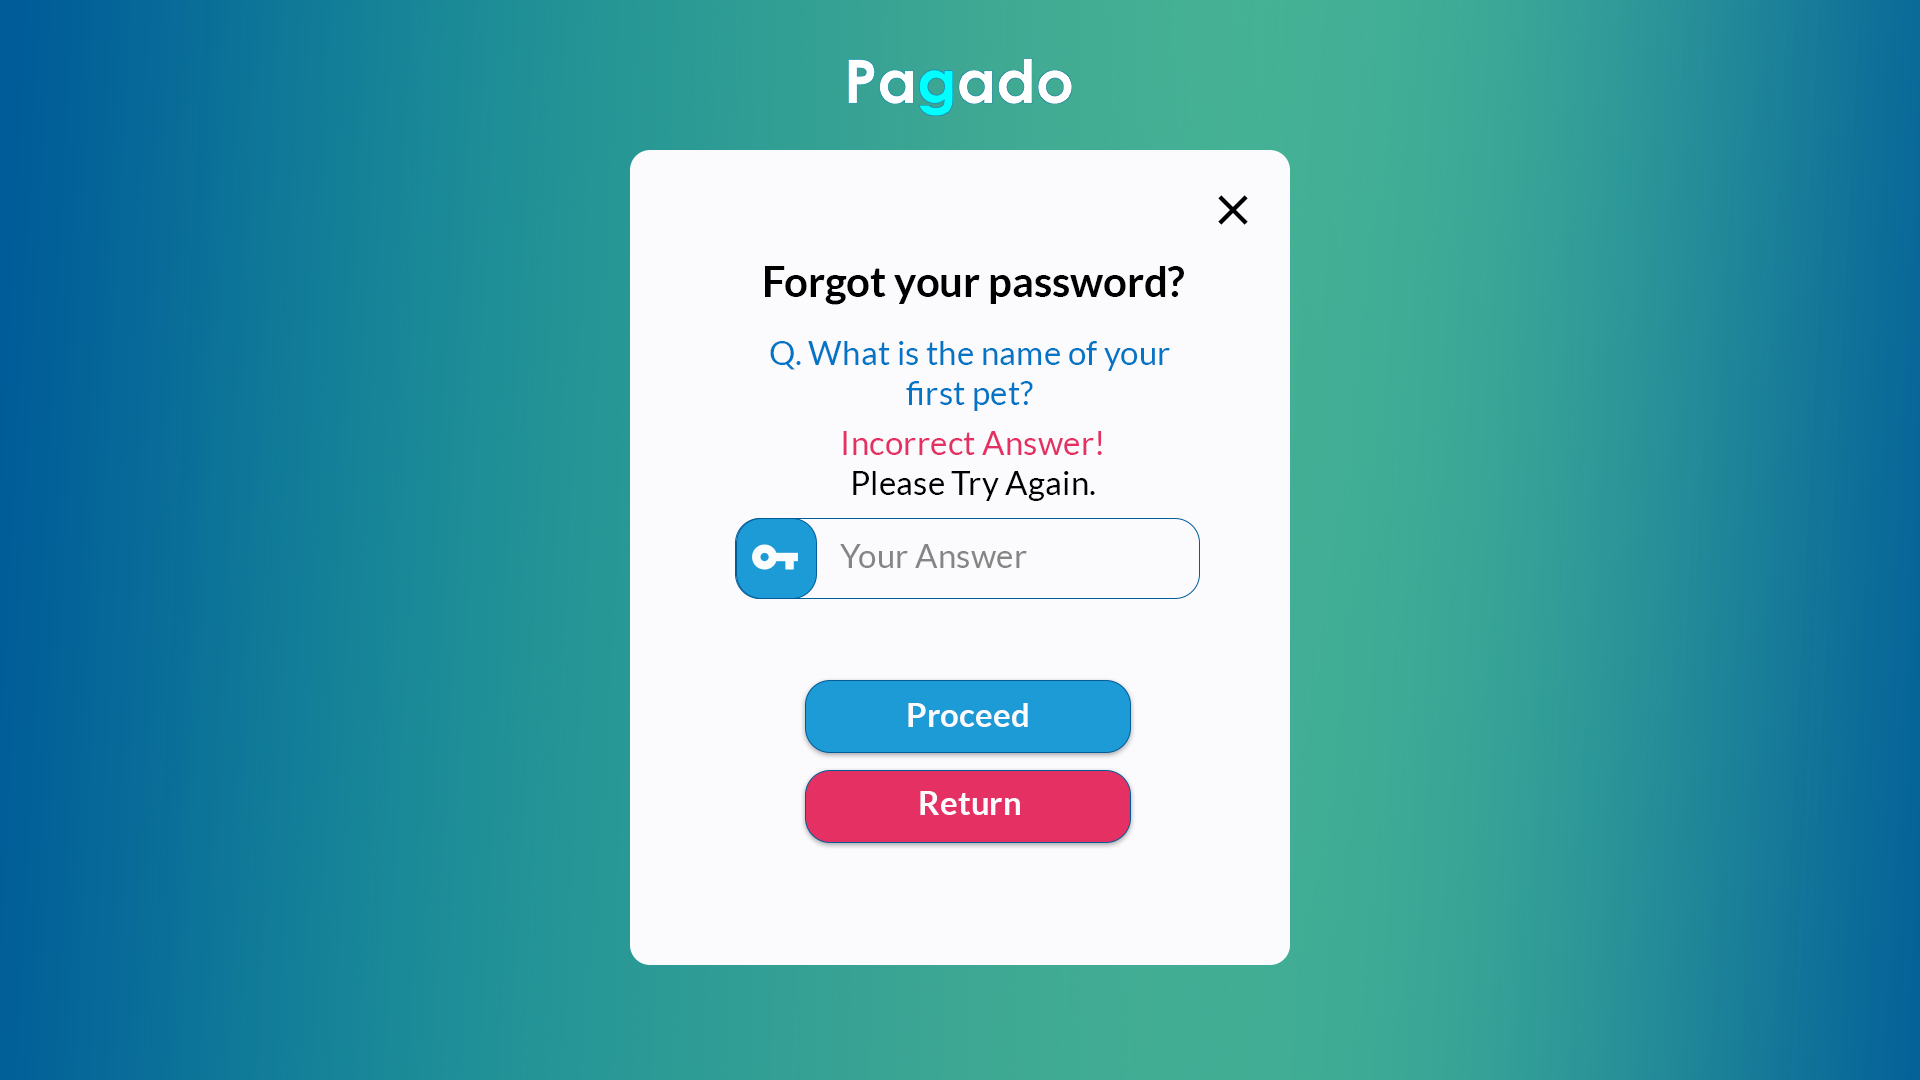 Pagado
Forgot your password?
Q. What is the name of your
first pet?
Incorrect Answer!
Please Try Again.
Your Answer
Proceed
Return